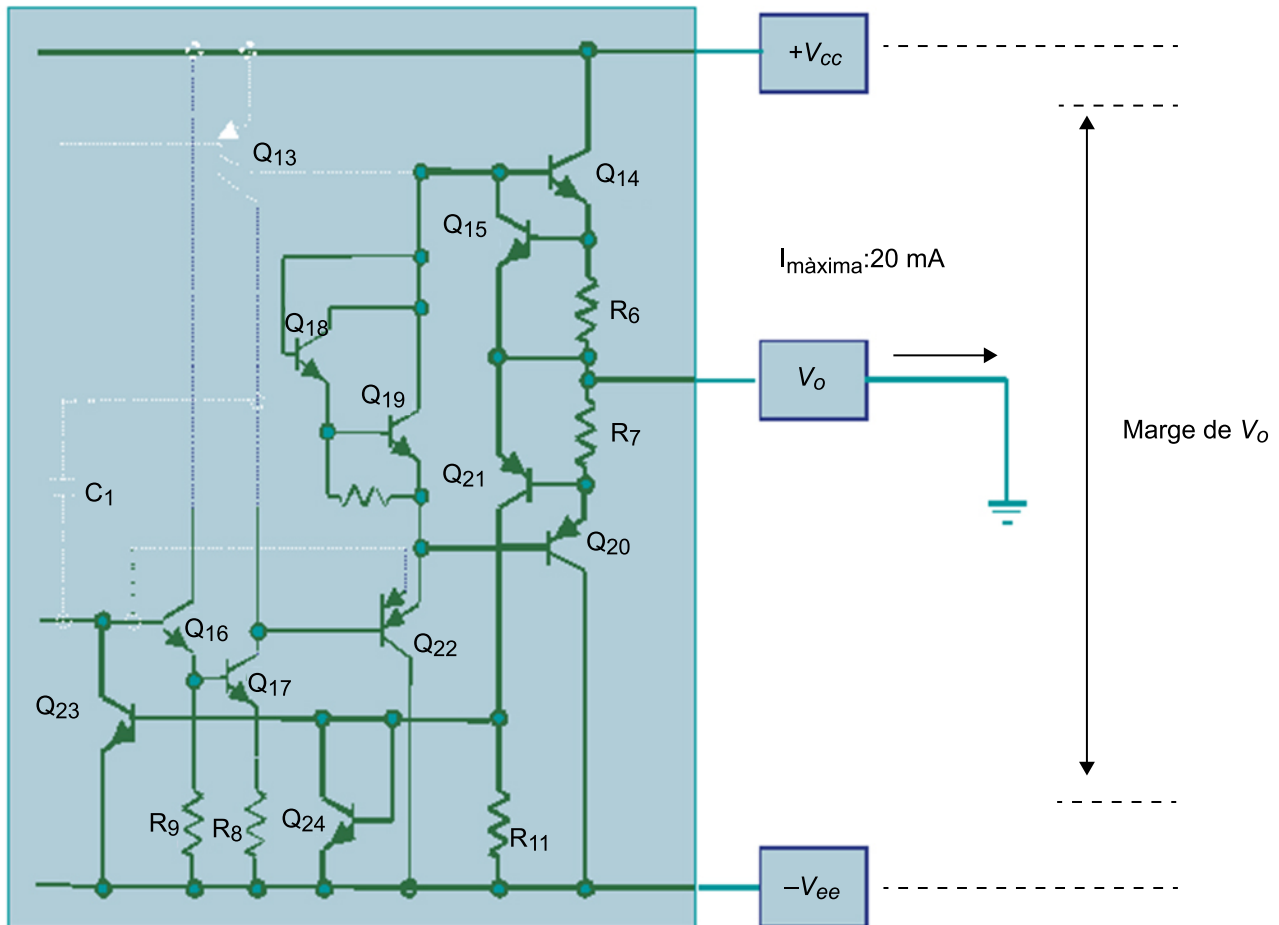 +Vcc
Q13
Q14
Q15
Imàxima:20 mA
R6
Q18
Vo
Q19
R7
Marge de Vo
Q21
C1
Q20
Q16
Q22
Q17
Q23
R9
R8
Q24
R11
–Vee